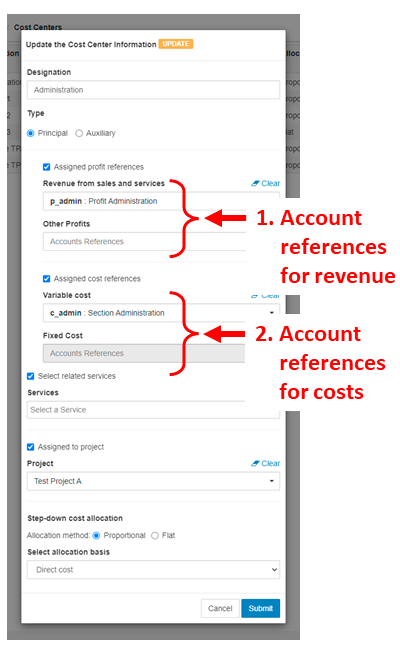 Cost Centers
Update the Cost Center Information UPDATE
Designation
Administration
Type
Principal Auxiliary
Assigned profit references
Revenue from sales and services Clear
p_admin : Profit Administration
Other Profits
Accounts References
1. Account
references
for revenue
Assigned cost references
Variable cost Clear
c_admin : Section Administration
Fixed Cost
Accounts References
2. Account
references
for costs
Select related services
Services
Select a Service
Assigned to project
Project Clear
Test Project A
Step-down cost allocation
Allocation method: Proportional Flat
Select allocation basis
Direct cost
Cancel Submit